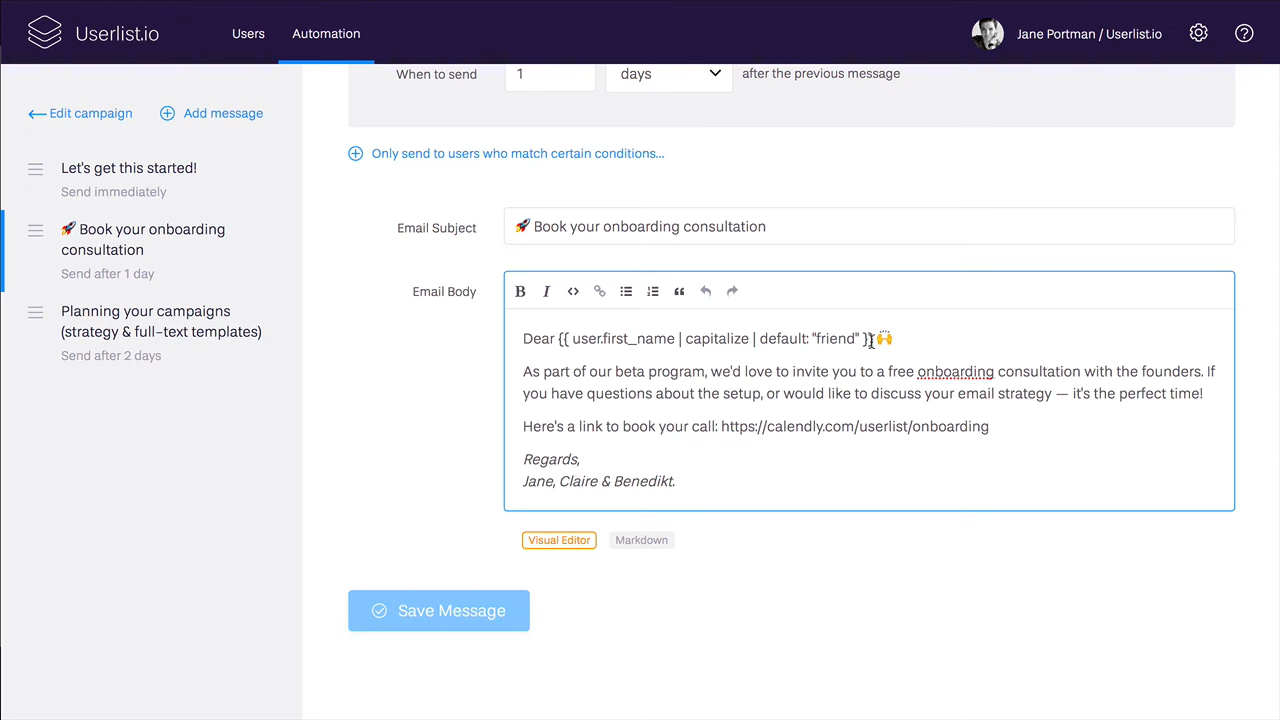 Userlist.io
Users
Automation
Jane Portman / Userlist.io
Edit campaign
Add message
Let's get this started!
Send immediately
🚀 Book your onboarding
consultation
Send after 1 day
Planning your campaigns
(strategy & full-text templates)
Send after 2 days
When to send 1 days after the previous message
Only send to users who match certain conditions...
Email Subject 🚀 Book your onboarding consultation
Email Body
Dear {{ user.first_name | capitalize | default: "friend" }} 🙌
As part of our beta program, we'd love to invite you to a free onboarding consultation with the founders. If
you have questions about the setup, or would like to discuss your email strategy — it's the perfect time!
Here's a link to book your call: https://calendly.com/userlist/onboarding
Regards,
Jane, Claire & Benedikt.
Visual Editor
Markdown
Save Message